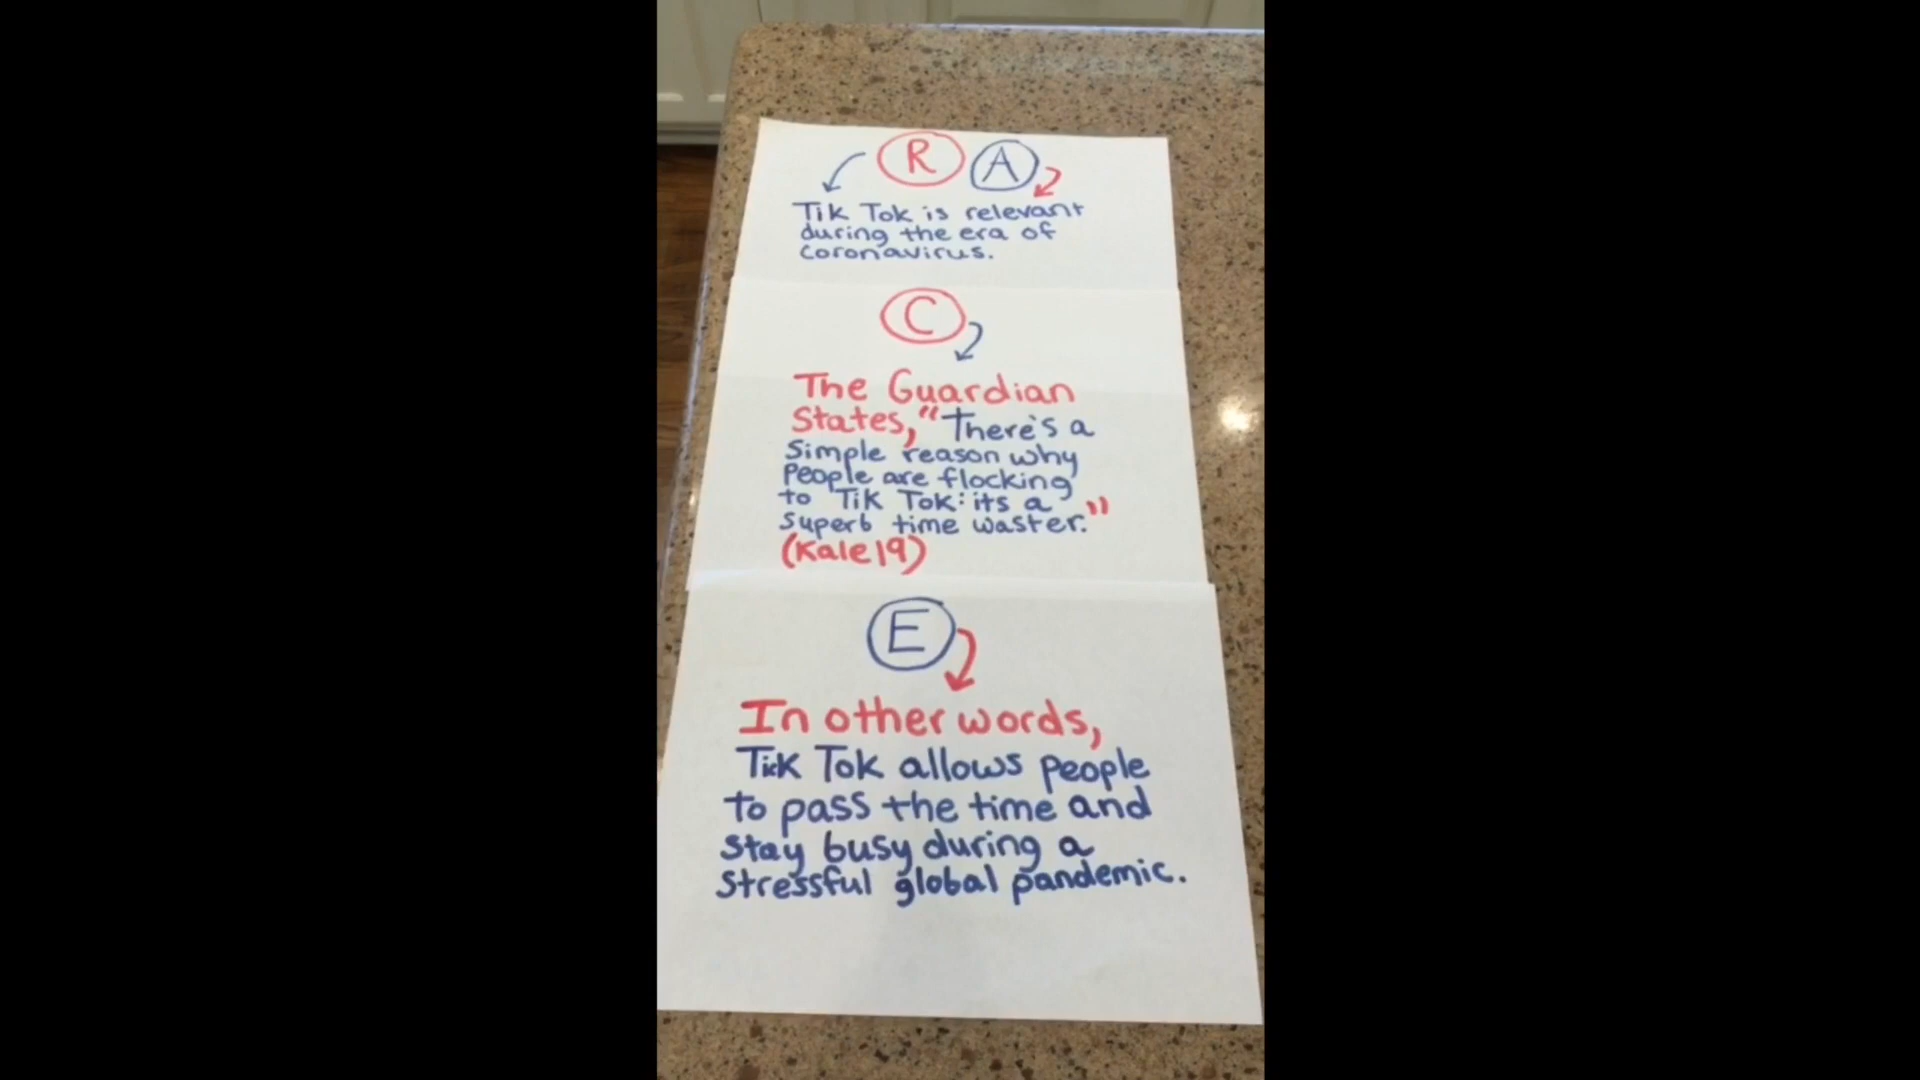 R A
Tik Tok is relevant
during the era of
coronavirus.
C
The Guardian
States, "There's a
simple reason why
people are flocking
to Tik Tok: its a
superb time waster."
(Kale 19)
E
In other words,
Tick Tok allows people
to pass the time and
stay busy during a
stressful global pandemic.